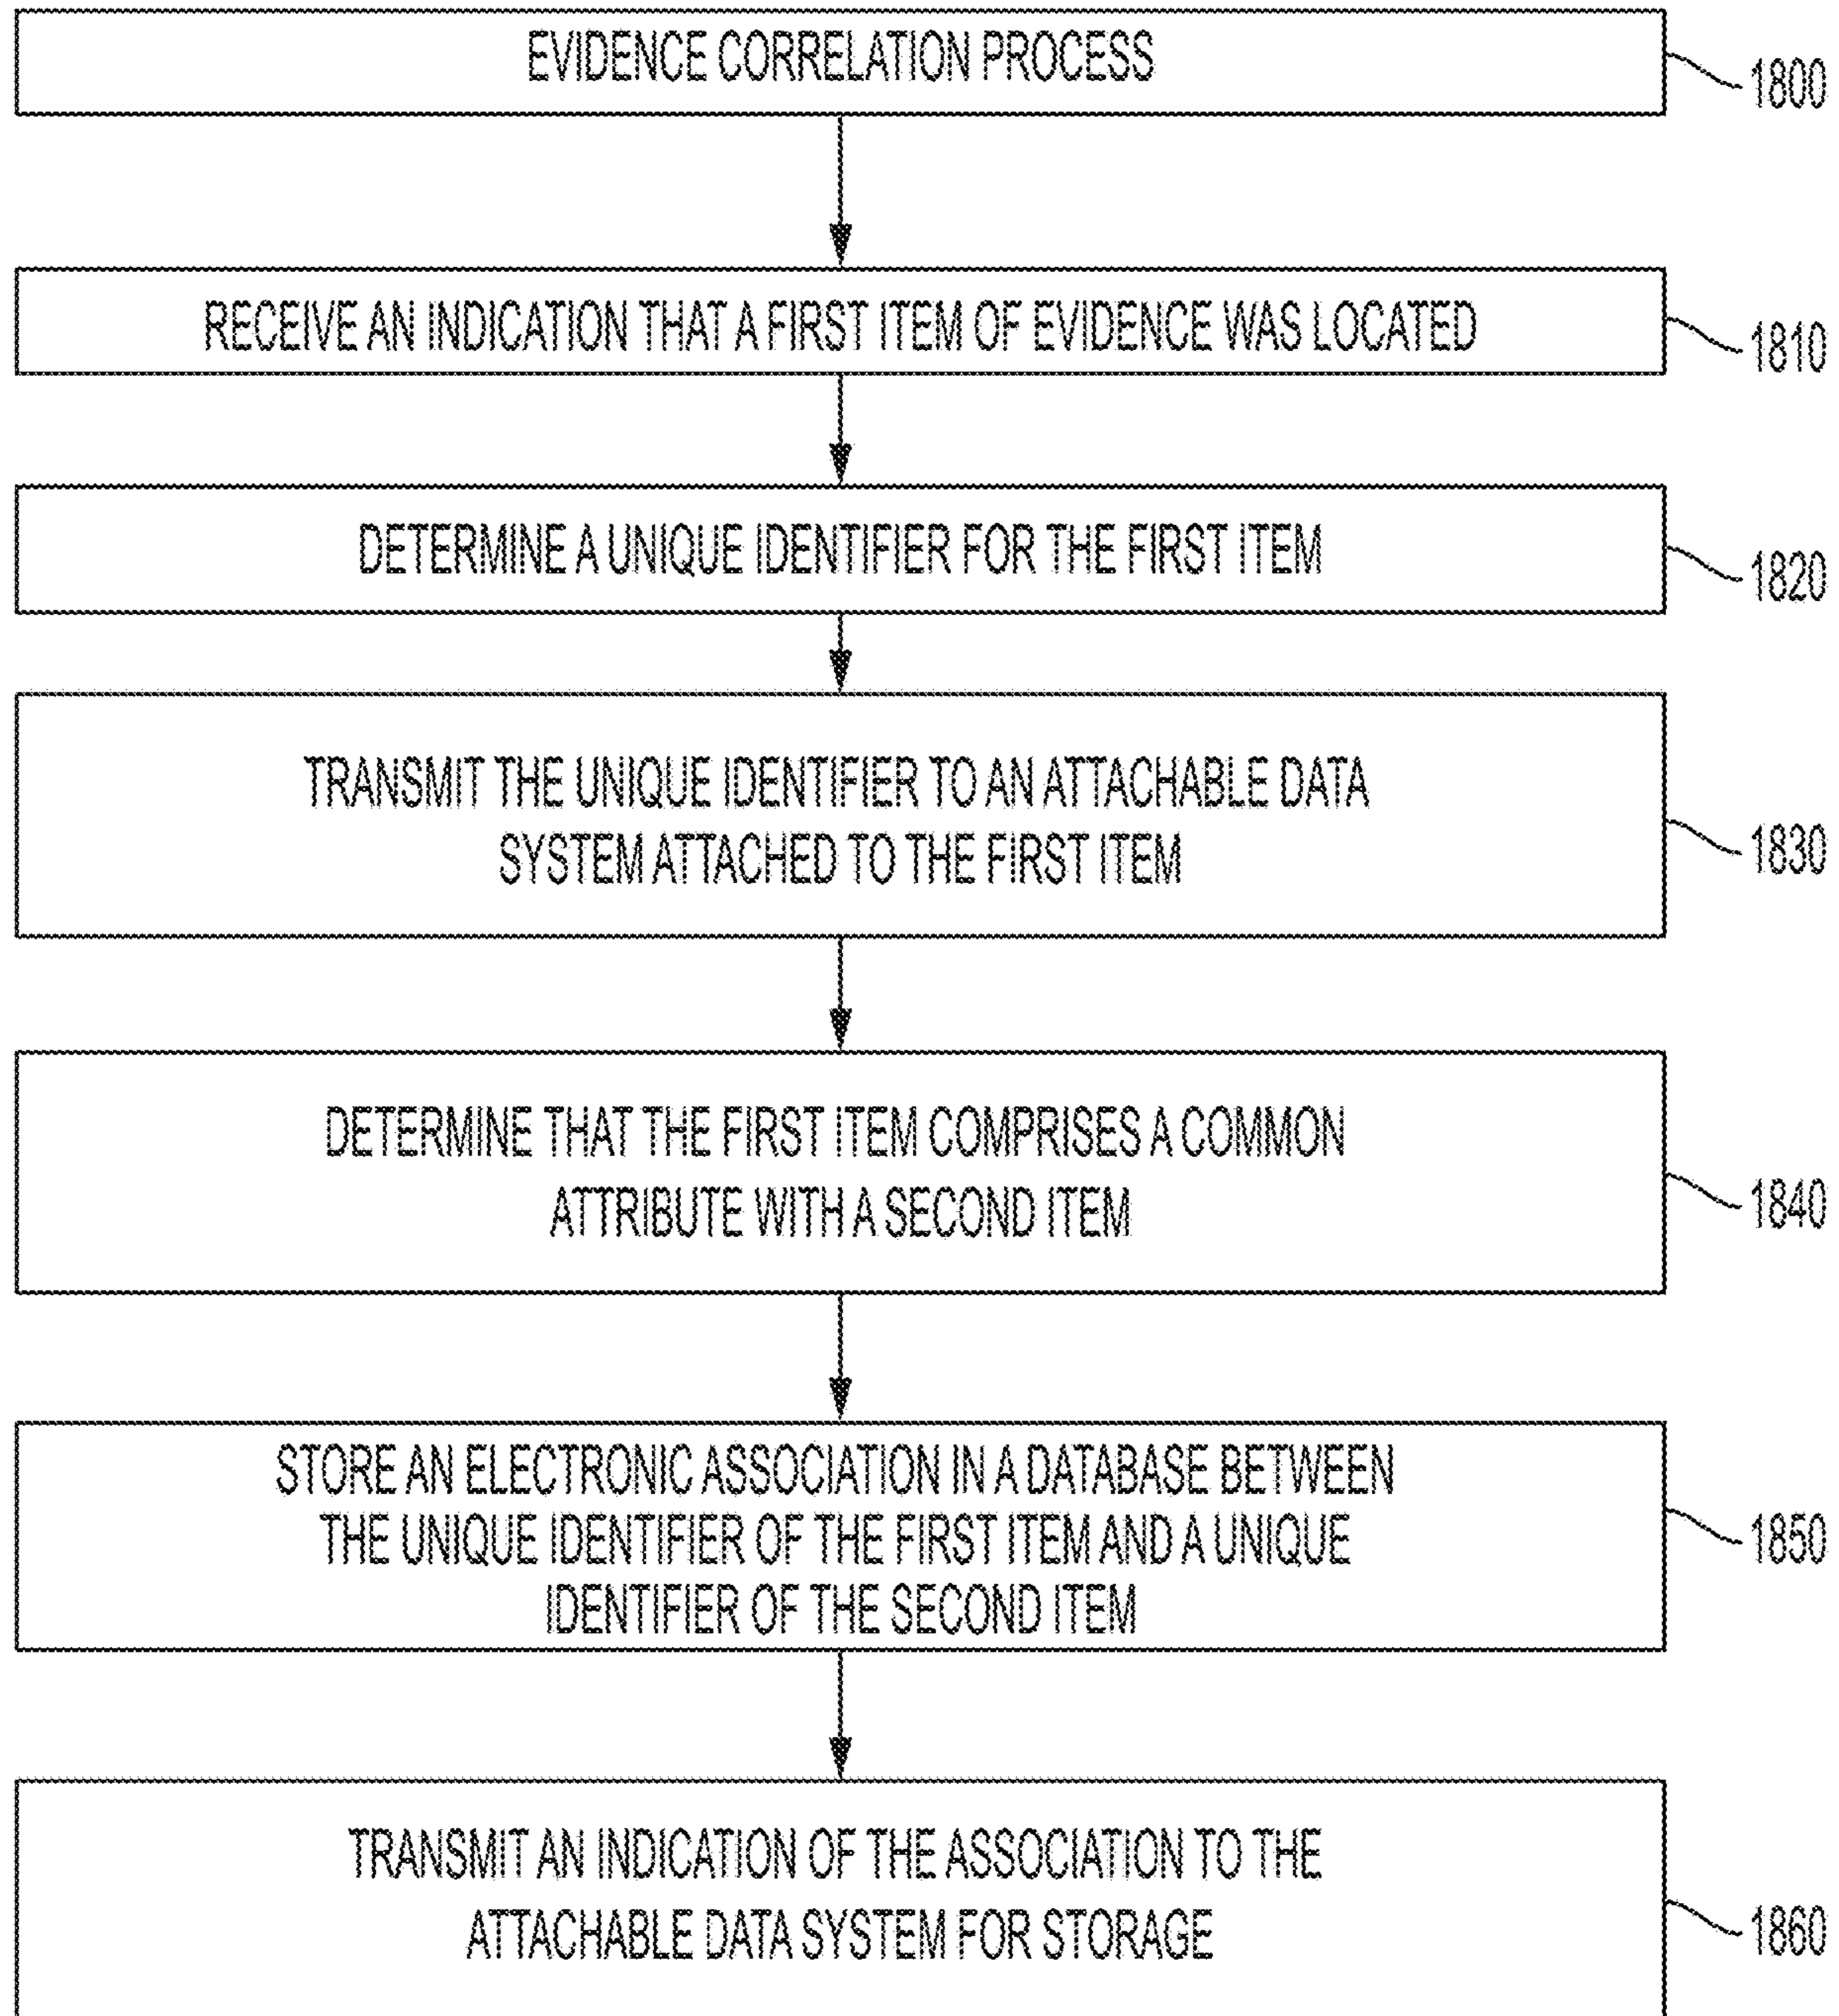 EVIDENCE CORRELATION PROCESS
1800
RECEIVE AN INDICATION THAT A FIRST ITEM OF EVIDENCE WAS LOCATED
1810
DETERMINE A UNIQUE IDENTIFIER FOR THE FIRST ITEM
1820
TRANSMIT THE UNIQUE IDENTIFIER TO AN ATTACHABLE DATA
SYSTEM ATTACHED TO THE FIRST ITEM
1830
DETERMINE THAT THE FIRST ITEM COMPRISES A COMMON
ATTRIBUTE WITH A SECOND ITEM
1840
STORE AN ELECTRONIC ASSOCIATION IN A DATABASE BETWEEN
THE UNIQUE IDENTIFIER OF THE FIRST ITEM AND A UNIQUE
IDENTIFIER OF THE SECOND ITEM
1850
TRANSMIT AN INDICATION OF THE ASSOCIATION TO THE
ATTACHABLE DATA SYSTEM FOR STORAGE
1860